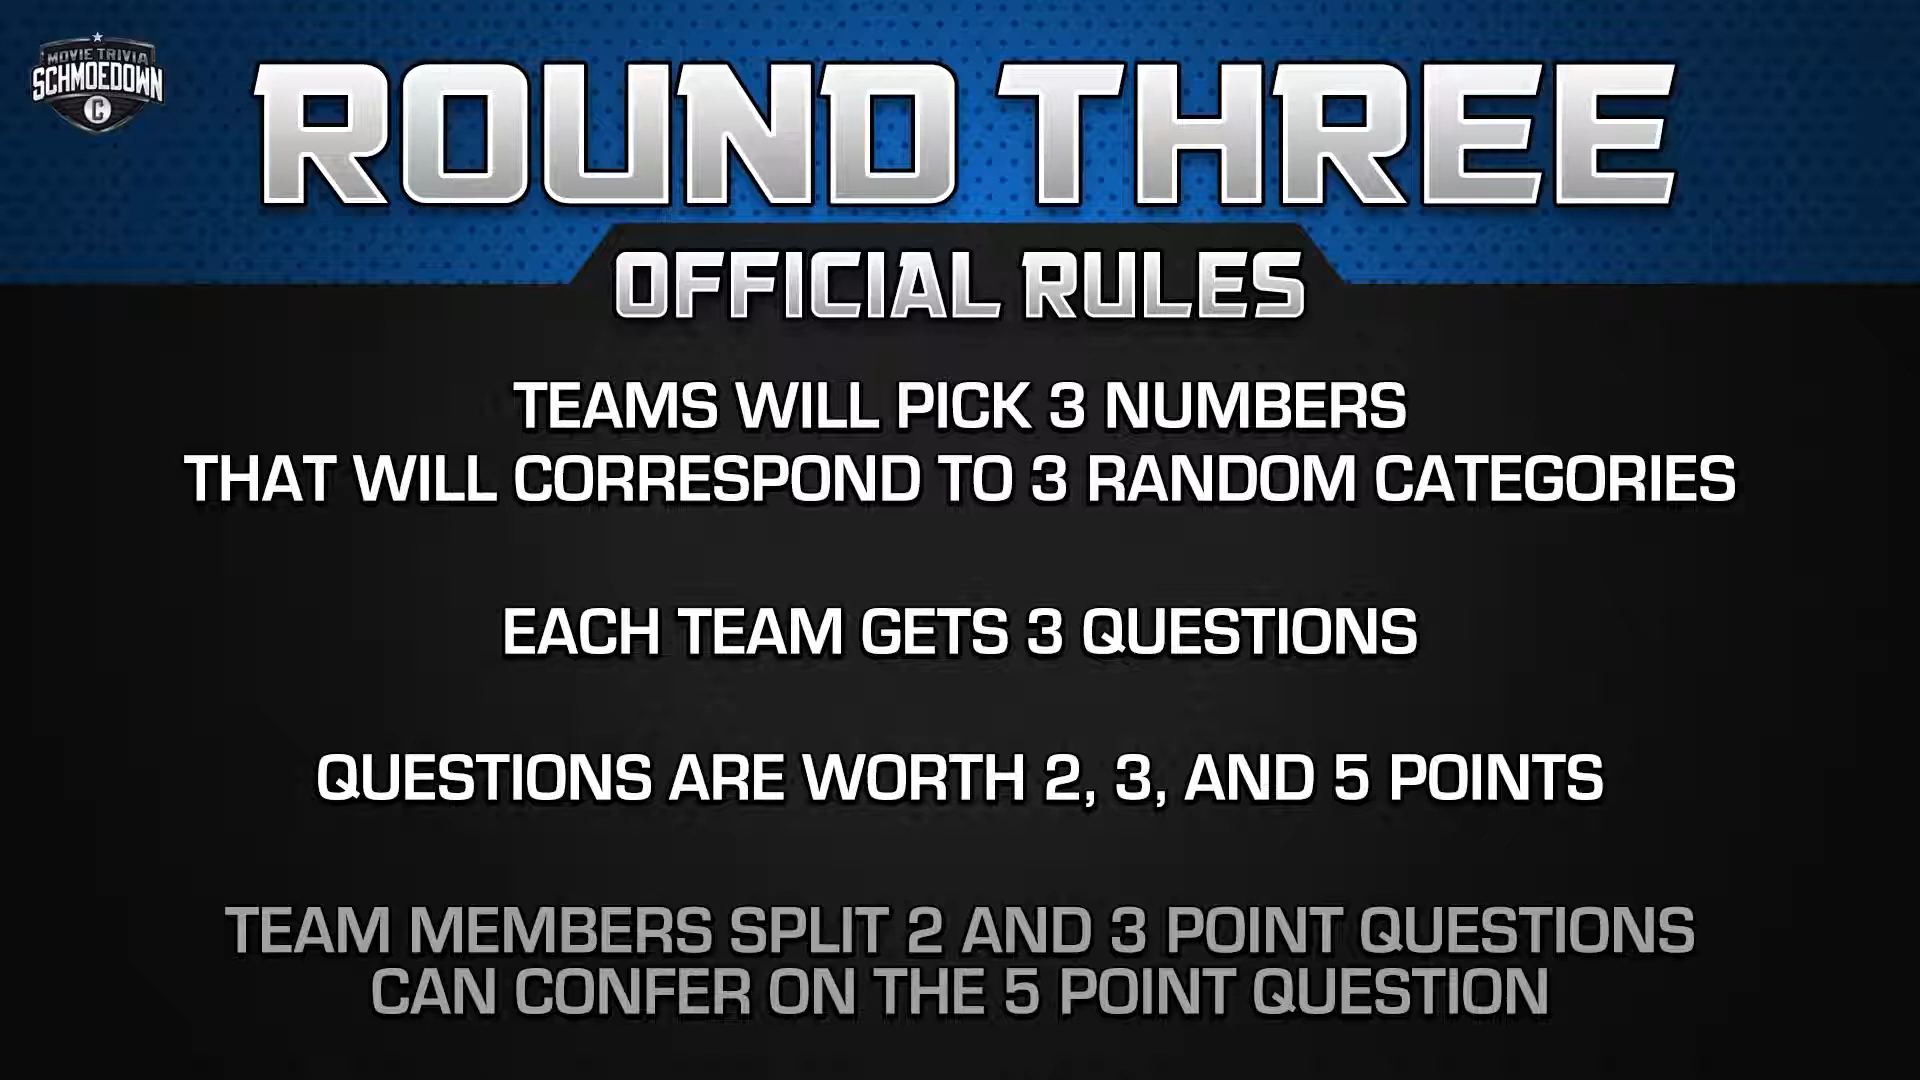 MOVIE TRIVIA
SCHMOEDOWN
C
ROUND THREE
OFFICIAL RULES
TEAMS WILL PICK 3 NUMBERS
THAT WILL CORRESPOND TO 3 RANDOM CATEGORIES
EACH TEAM GETS 3 QUESTIONS
QUESTIONS ARE WORTH 2, 3, AND 5 POINTS
TEAM MEMBERS SPLIT 2 AND 3 POINT QUESTIONS
CAN CONFER ON THE 5 POINT QUESTION